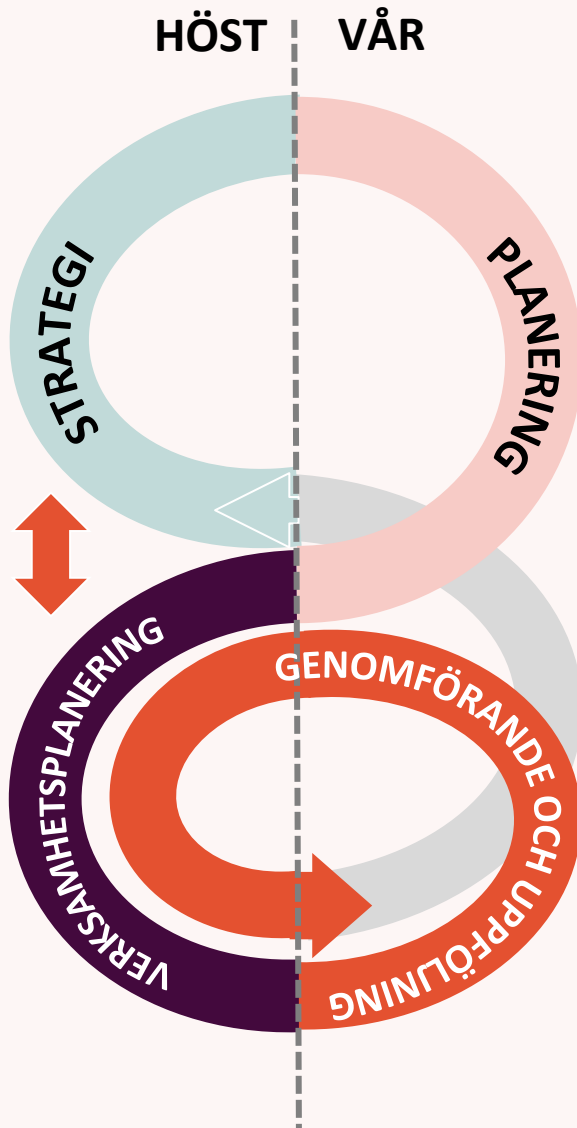 HÖST
VÅR
STRATEGI
PLANERING
VERKSAMHETSPLANERING
GENOMFÖRANDE OCH UPPFÖLJNING